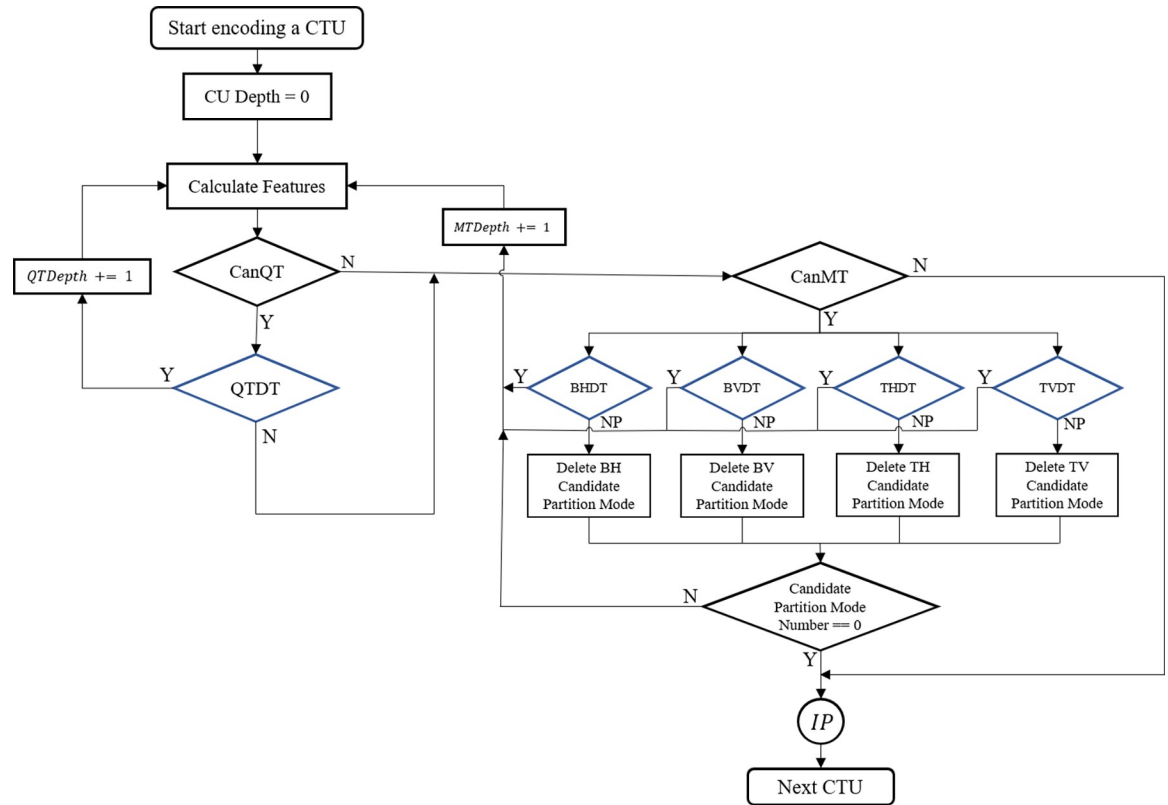 Start encoding a CTU
CU Depth = 0
Calculate Features
QTDepth += 1
MTDepth += 1
CanQT
N
Y
QTDT
Y
N
CanMT
N
Y
Y
BHDT
Y
BVDT
Y
THDT
Y
TVDT
NP
NP
NP
NP
Delete BH
Candidate
Partition Mode
Delete BV
Candidate
Partition Mode
Delete TH
Candidate
Partition Mode
Delete TV
Candidate
Partition Mode
N
Candidate
Partition Mode
Number == 0
Y
IP
Next CTU